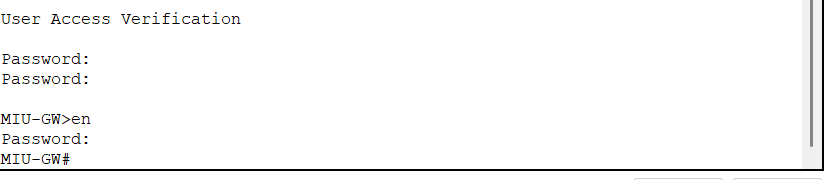 User Access Verification
Password:
Password:
MIU-GW>en
Password:
MIU-GW#